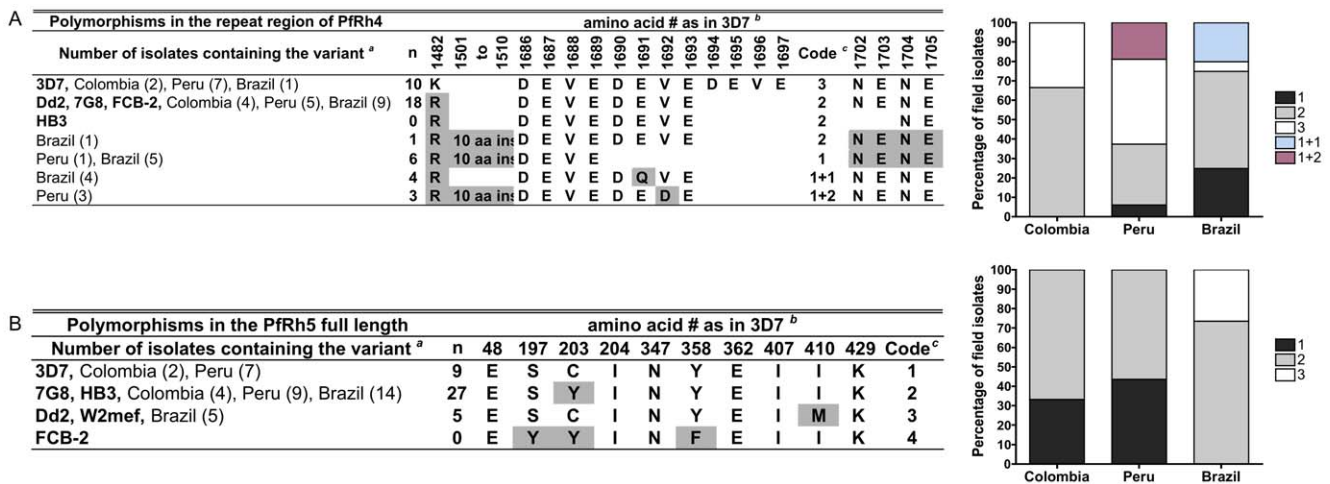 A
Polymorphisms in the repeat region of PfRh4 amino acid # as in 3D7 b
Number of isolates containing the variant a n 1482 1501 to 1510 1686 1687 1688 1689 1690 1691 1692 1693 1694 1695 1696 1697 Code c 1702 1703 1704 1705
3D7, Colombia (2), Peru (7), Brazil (1) 10 K D E V E D E V E D E V E 3 N E N E
Dd2, 7G8, FCB-2, Colombia (4), Peru (5), Brazil (9) 18 R D E V E D E V E 2 N E N E
HB3 0 R D E V E D E V E 2 N E
Brazil (1) 1 R 10 aa ins D E V E D E V E 2 N E N E
Peru (1), Brazil (5) 6 R 10 aa ins D E V E 1 N E N E
Brazil (4) 4 R D E V E D Q V E 1+1 N E N E
Peru (3) 3 R 10 aa ins D E V E D E D E 1+2 N E N E
Percentage of field isolates
100
90
80
70
60
50
40
30
20
10
0
Colombia Peru Brazil
1
2
3
1+1
1+2
B
Polymorphisms in the PfRh5 full length amino acid # as in 3D7 b
Number of isolates containing the variant a n 48 197 203 204 347 358 362 407 410 429 Code c
3D7, Colombia (2), Peru (7) 9 E S C I N Y E I I K 1
7G8, HB3, Colombia (4), Peru (9), Brazil (14) 27 E S Y I N Y E I I K 2
Dd2, W2mef, Brazil (5) 5 E S C I N Y E I M K 3
FCB-2 0 E Y Y I N F E I I K 4
Percentage of field isolates
100
90
80
70
60
50
40
30
20
10
0
Colombia Peru Brazil
1
2
3